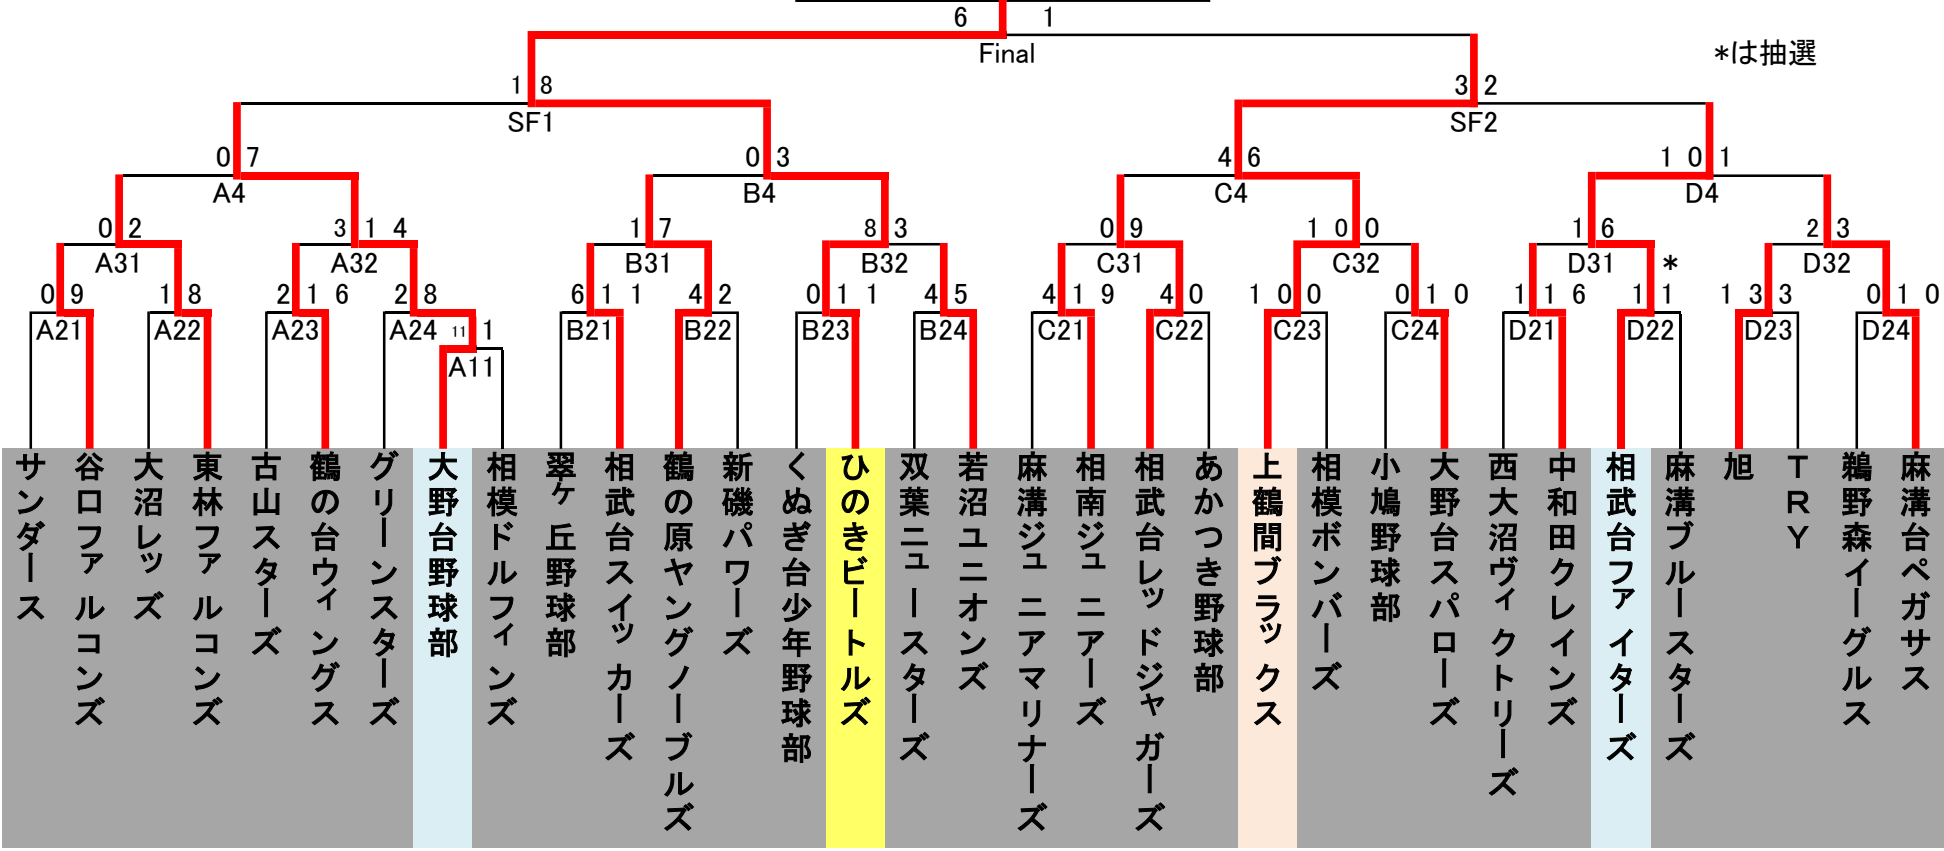 6 1
Final
*は抽選
1 8
SF1
3 2
SF2
0 7
A4
0 3
B4
4 6
C4
1 0 1
D4
0 2
A31
3 1 4
A32
1 7
B31
8 3
B32
0 9
C31
1 0 0
C32
1 6
D31
*
2 3
D32
0 9
A21
1 8
A22
2 1 6
A23
2 8
A24
11 1
A11
6 1 1
B21
4 2
B22
0 1 1
B23
4 5
B24
4 1 9
C21
4 0
C22
1 0 0
C23
0 1 0
C24
1 1 6
D21
1 1
D22
1 3 3
D23
0 1 0
D24
サンダース
谷口ファルコンズ
大沼レッズ
東林ファルコンズ
古山スターズ
鶴の台ウィングス
グリーンスターズ
大野台野球部
相模ドルフィンズ
翠ヶ丘野球部
相武台スイッカーズ
鶴の原ヤングノーブルズ
新磯パワーズ
くぬぎ台少年野球部
ひのきビートルズ
双葉ニュースターズ
若沼ユニオンズ
麻溝ジュニアマリナーズ
相南ジュニアーズ
相武台レッドジャガーズ
あかつき野球部
上鶴間ブラックス
相模ボンバーズ
小鳩野球部
大野台スパローズ
西大沼ヴィクトリーズ
中和田クレインズ
相武台ファイターズ
麻溝ブルースターズ
旭
TRY
鵜野森イーグルス
麻溝台ペガサス